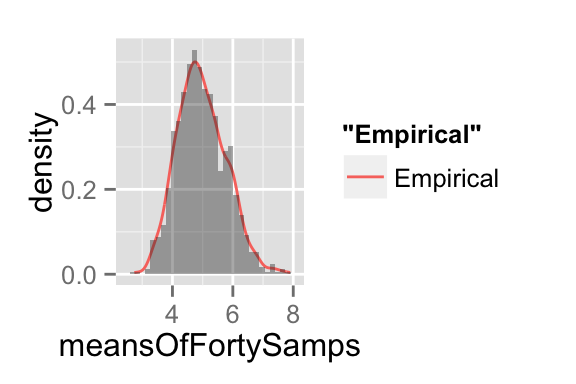 density
0.4
0.2
0.0
4 6 8
meansOfFortySamps
"Empirical"
Empirical